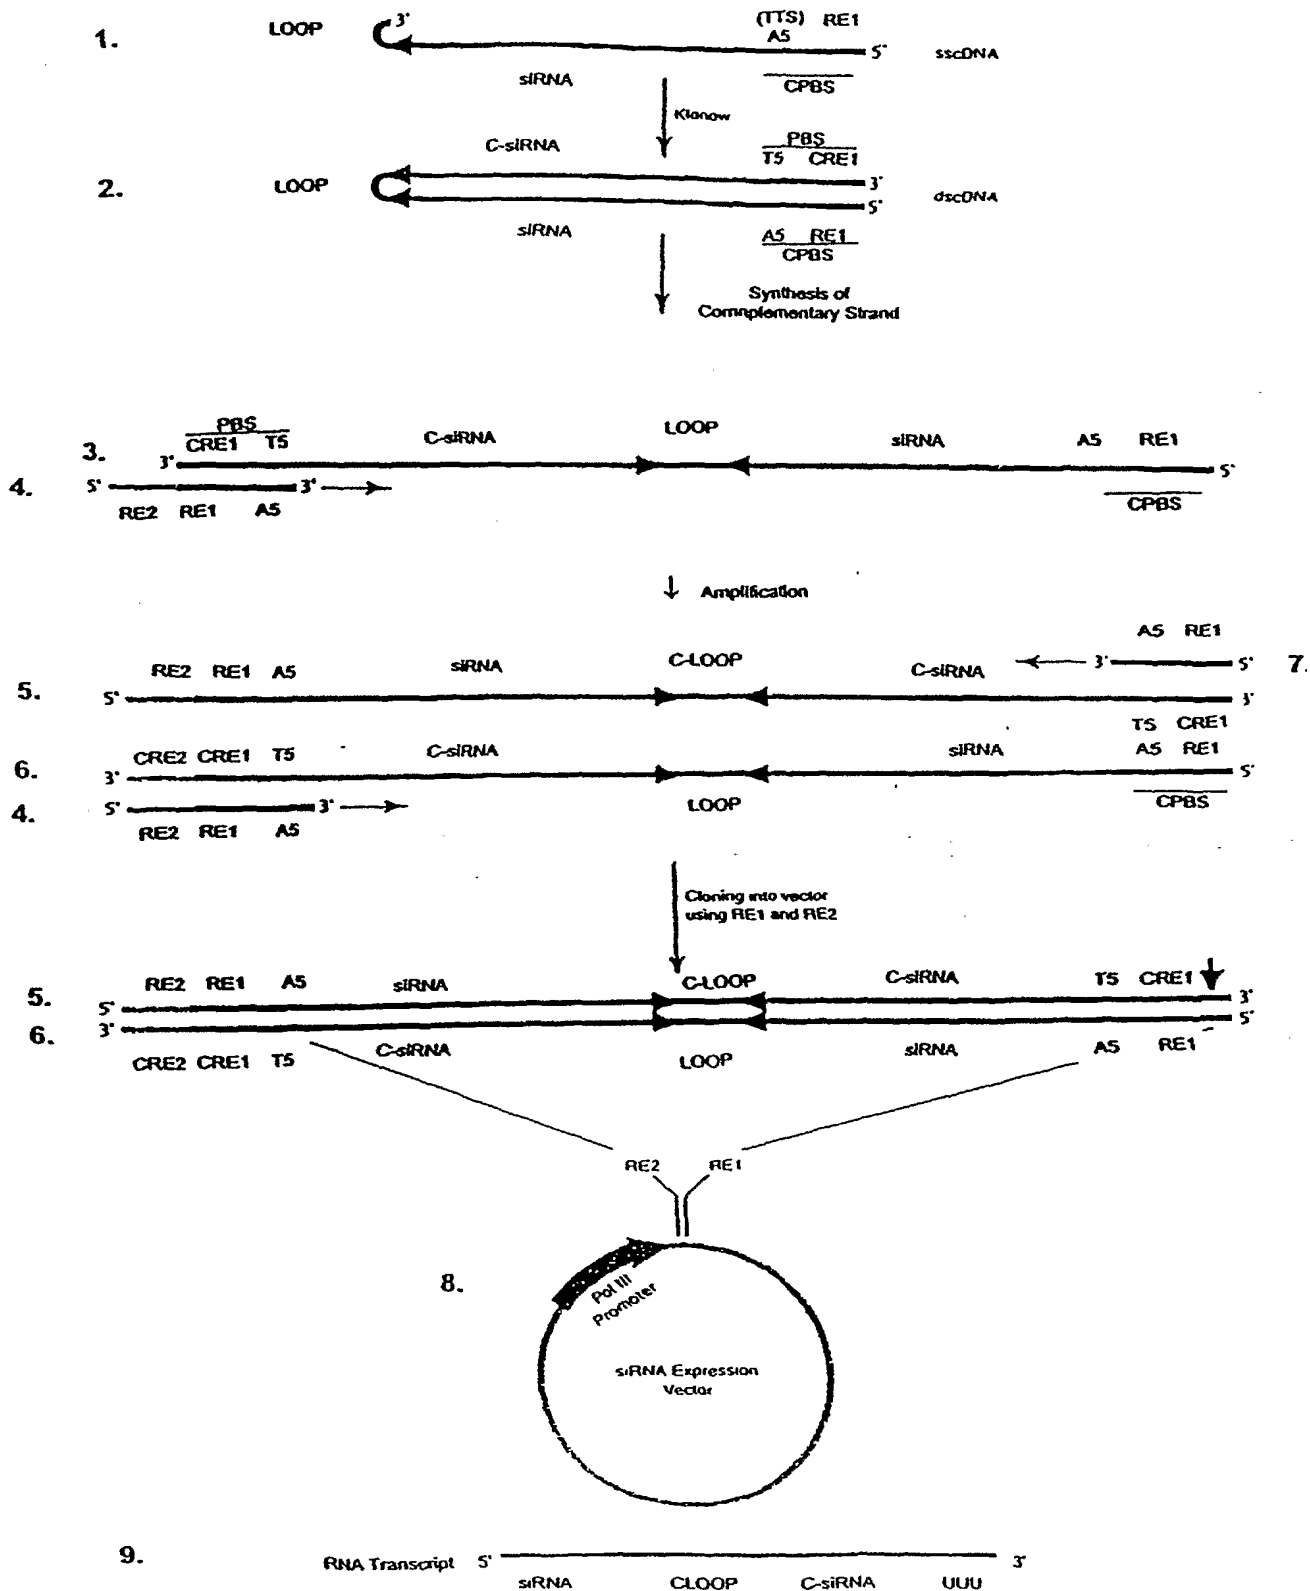 1. LOOP 3' (TTS) RE1
A5
5' sscDNA
siRNA CPBS
Klenow
C-siRNA PBS
T5 CRE1
2. LOOP 3' dscDNA
5'
siRNA A5 RE1
CPBS
Synthesis of
Comnplementary Strand
PBS
CRE1 T5 C-siRNA LOOP siRNA A5 RE1
3. 3' 5'
4. 5' 3'
RE2 RE1 A5 CPBS
Amplification
A5 RE1
RE2 RE1 A5 siRNA C-LOOP C-siRNA 3' 5' 7.
5. 5' 3'
T5 CRE1
CRE2 CRE1 T5 C-siRNA siRNA A5 RE1
6. 3' 5'
4. 5' 3' LOOP CPBS
RE2 RE1 A5
Cloning into vector
using RE1 and RE2
RE2 RE1 A5 siRNA C-LOOP C-siRNA T5 CRE1
5. 5' 3'
6. 3' 5'
CRE2 CRE1 T5 C-siRNA LOOP siRNA A5 RE1
RE2 RE1
8. Pol III
Promoter
siRNA Expression
Vector
9. RNA Transcript 5' 3'
siRNA CLOOP C-siRNA UUU